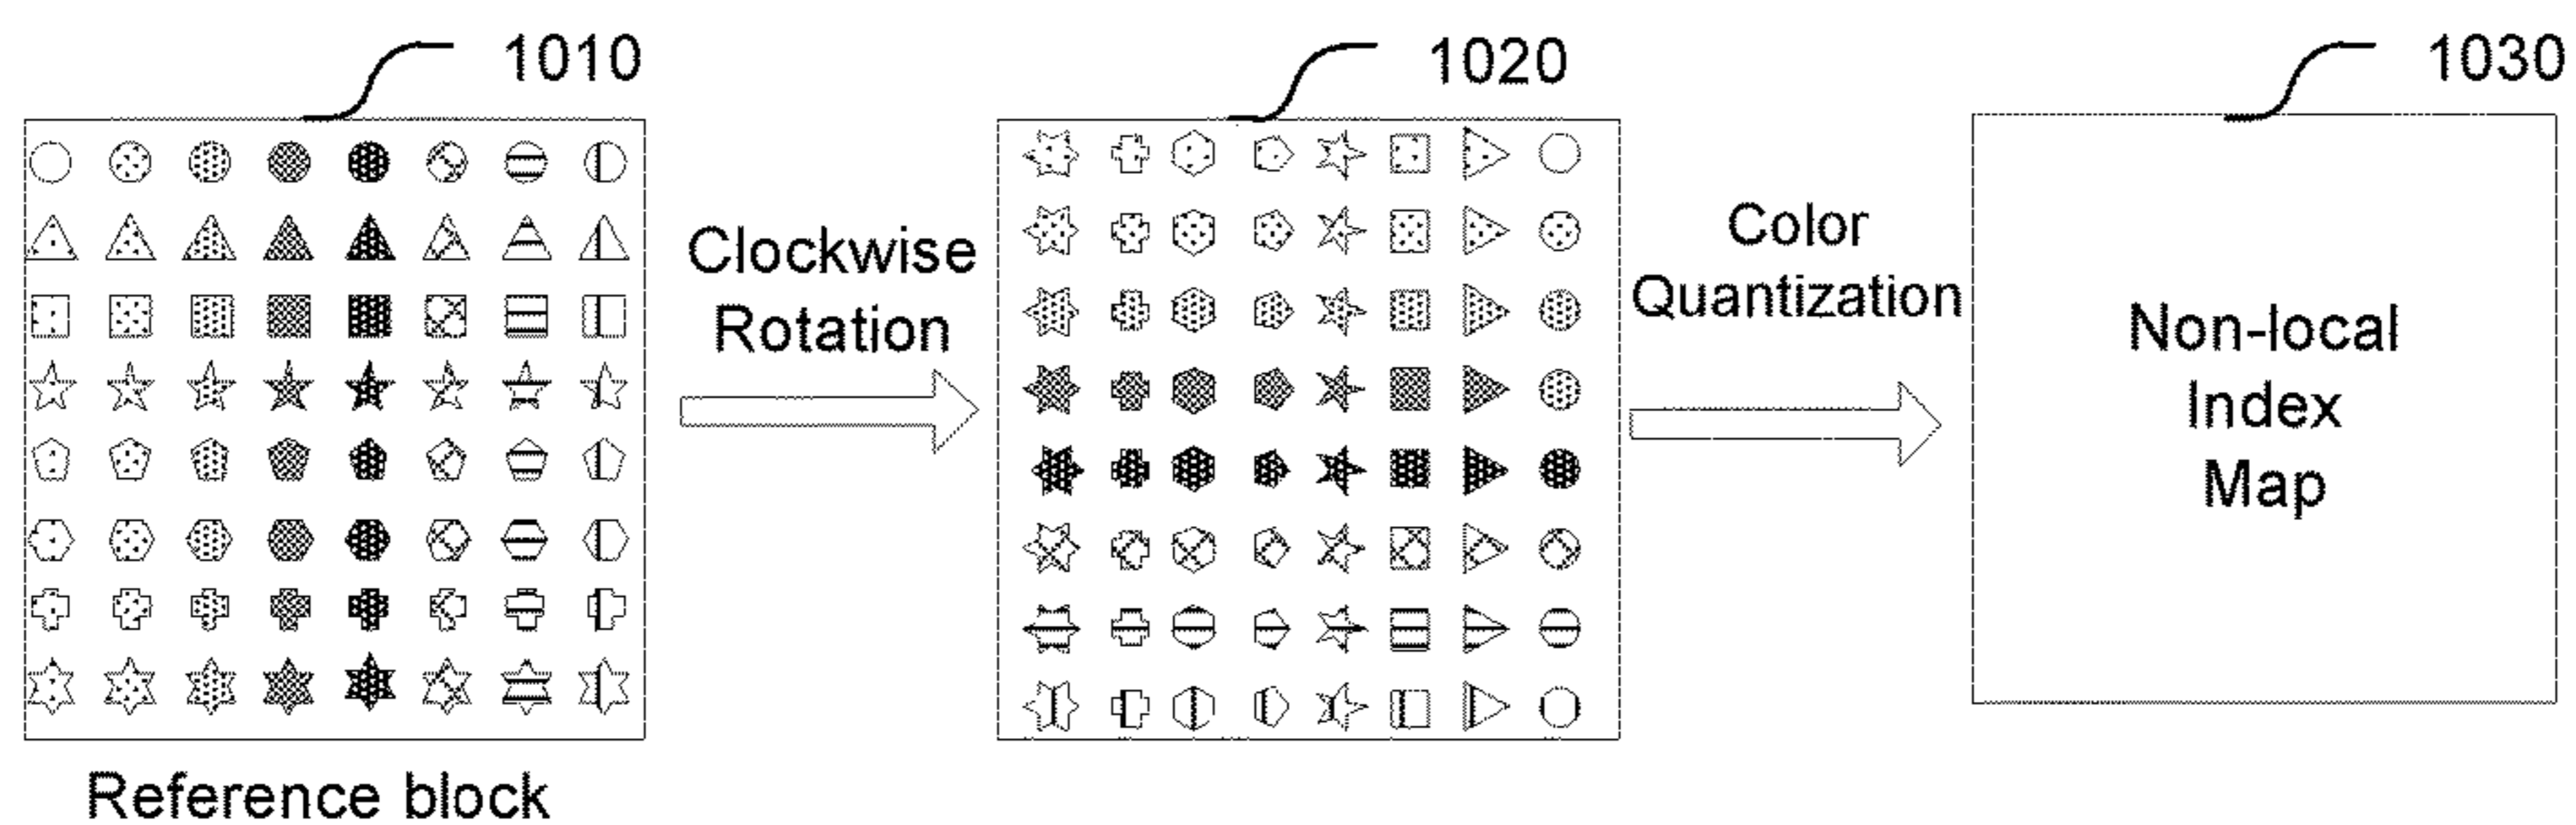 1010
1020
1030
Clockwise
Rotation
Color
Quantization
Non-local
Index
Map
Reference block